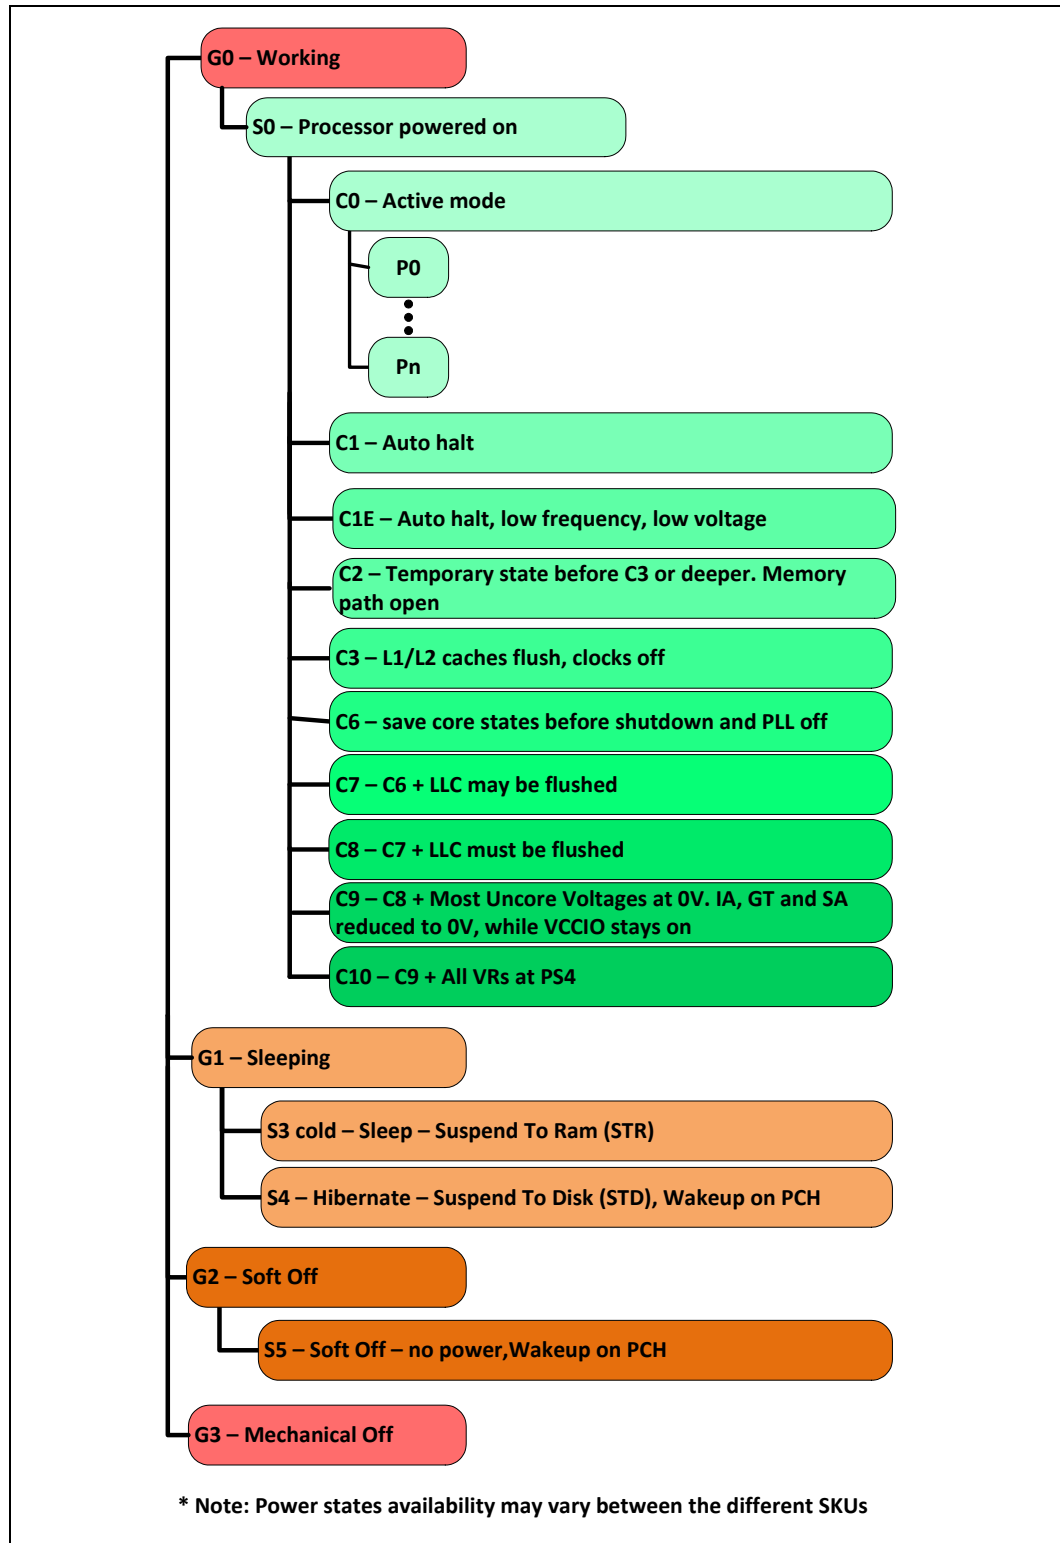 G0 – Working
S0 – Processor powered on
C0 – Active mode
P0
Pn
C1 – Auto halt
C1E – Auto halt, low frequency, low voltage
C2 – Temporary state before C3 or deeper. Memory
path open
C3 – L1/L2 caches flush, clocks off
C6 – save core states before shutdown and PLL off
C7 – C6 + LLC may be flushed
C8 – C7 + LLC must be flushed
C9 – C8 + Most Uncore Voltages at 0V. IA, GT and SA
reduced to 0V, while VCCIO stays on
C10 – C9 + All VRs at PS4
G1 – Sleeping
S3 cold – Sleep – Suspend To Ram (STR)
S4 – Hibernate – Suspend To Disk (STD), Wakeup on PCH
G2 – Soft Off
S5 – Soft Off – no power,Wakeup on PCH
G3 – Mechanical Off
* Note: Power states availability may vary between the different SKUs